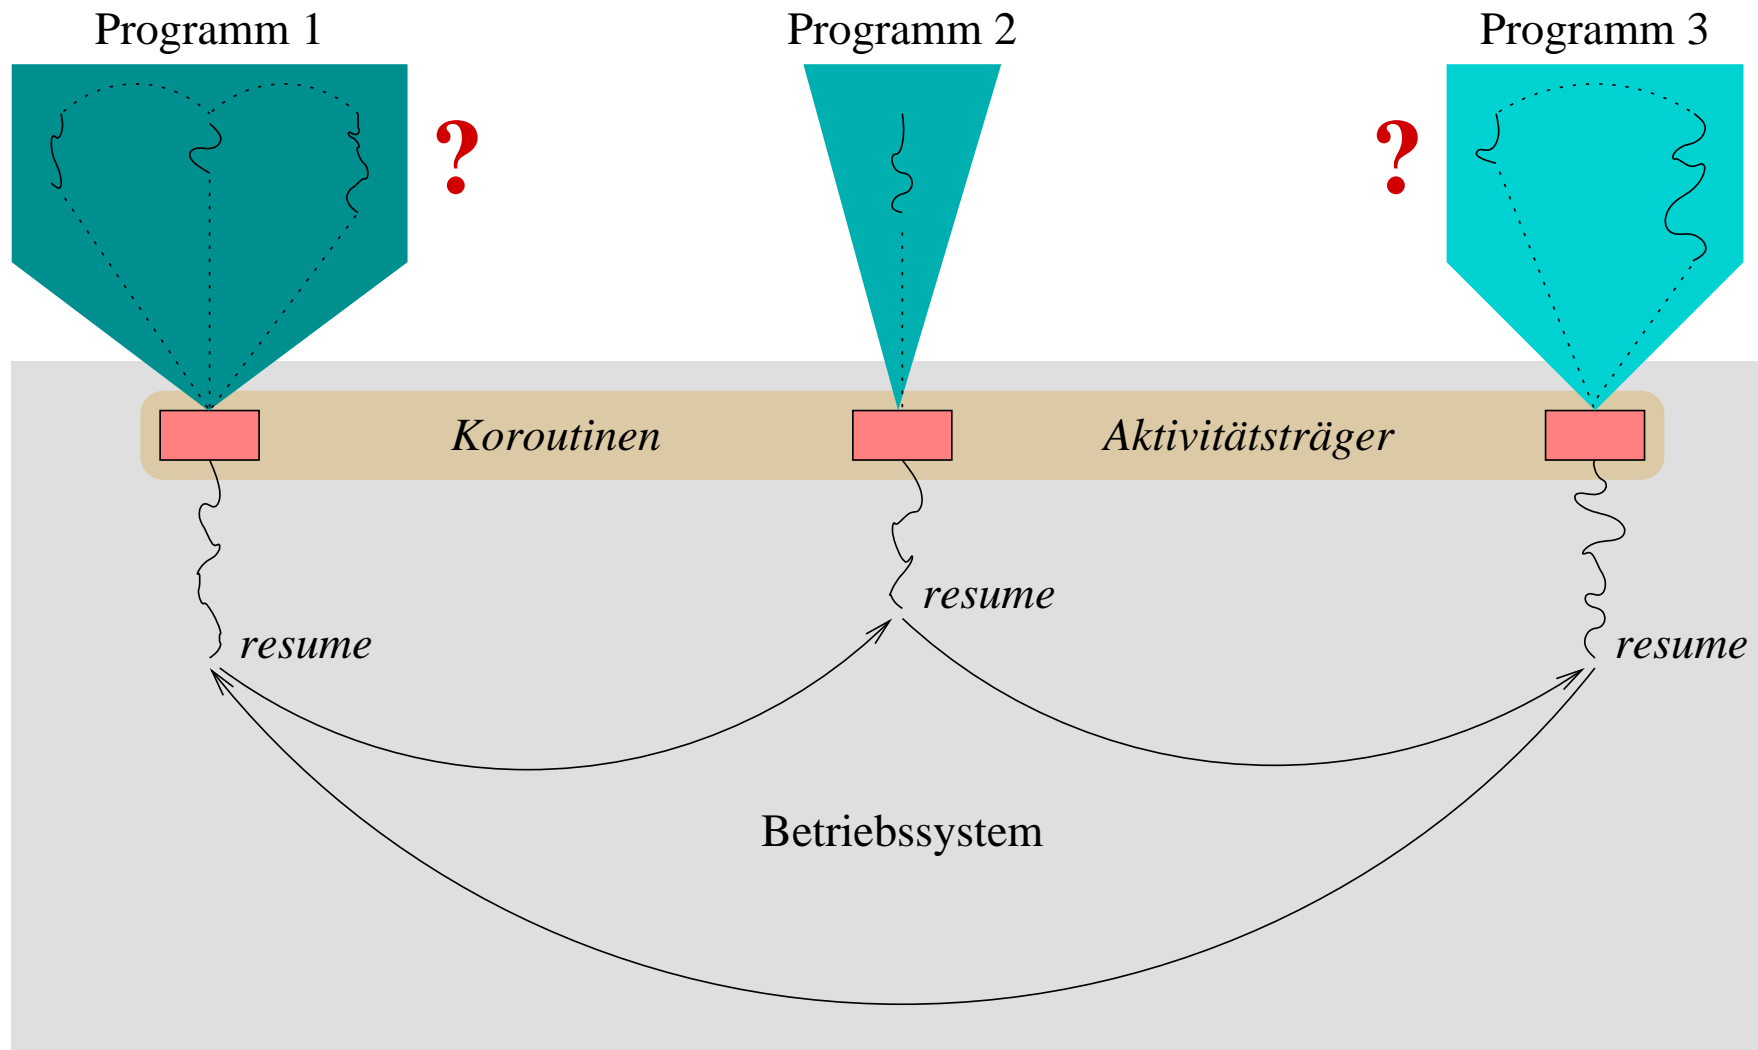 Programm 1
Programm 2
Programm 3
?
?
Koroutinen
Aktivitätsträger
resume
resume
resume
Betriebssystem